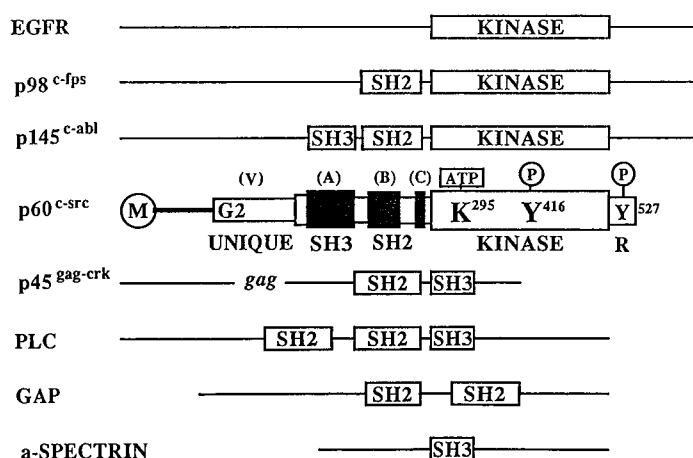 EGFR KINASE
p98 c-fps SH2 KINASE
p145 c-abl SH3 SH2 KINASE
(V) (A) (B) (C) ATP P P
p60 c-src M G2 K295 Y416 Y 527
UNIQUE SH3 SH2 KINASE R
p45 gag-crk gag SH2 SH3
PLC SH2 SH2 SH3
GAP SH2 SH2
a-SPECTRIN SH3